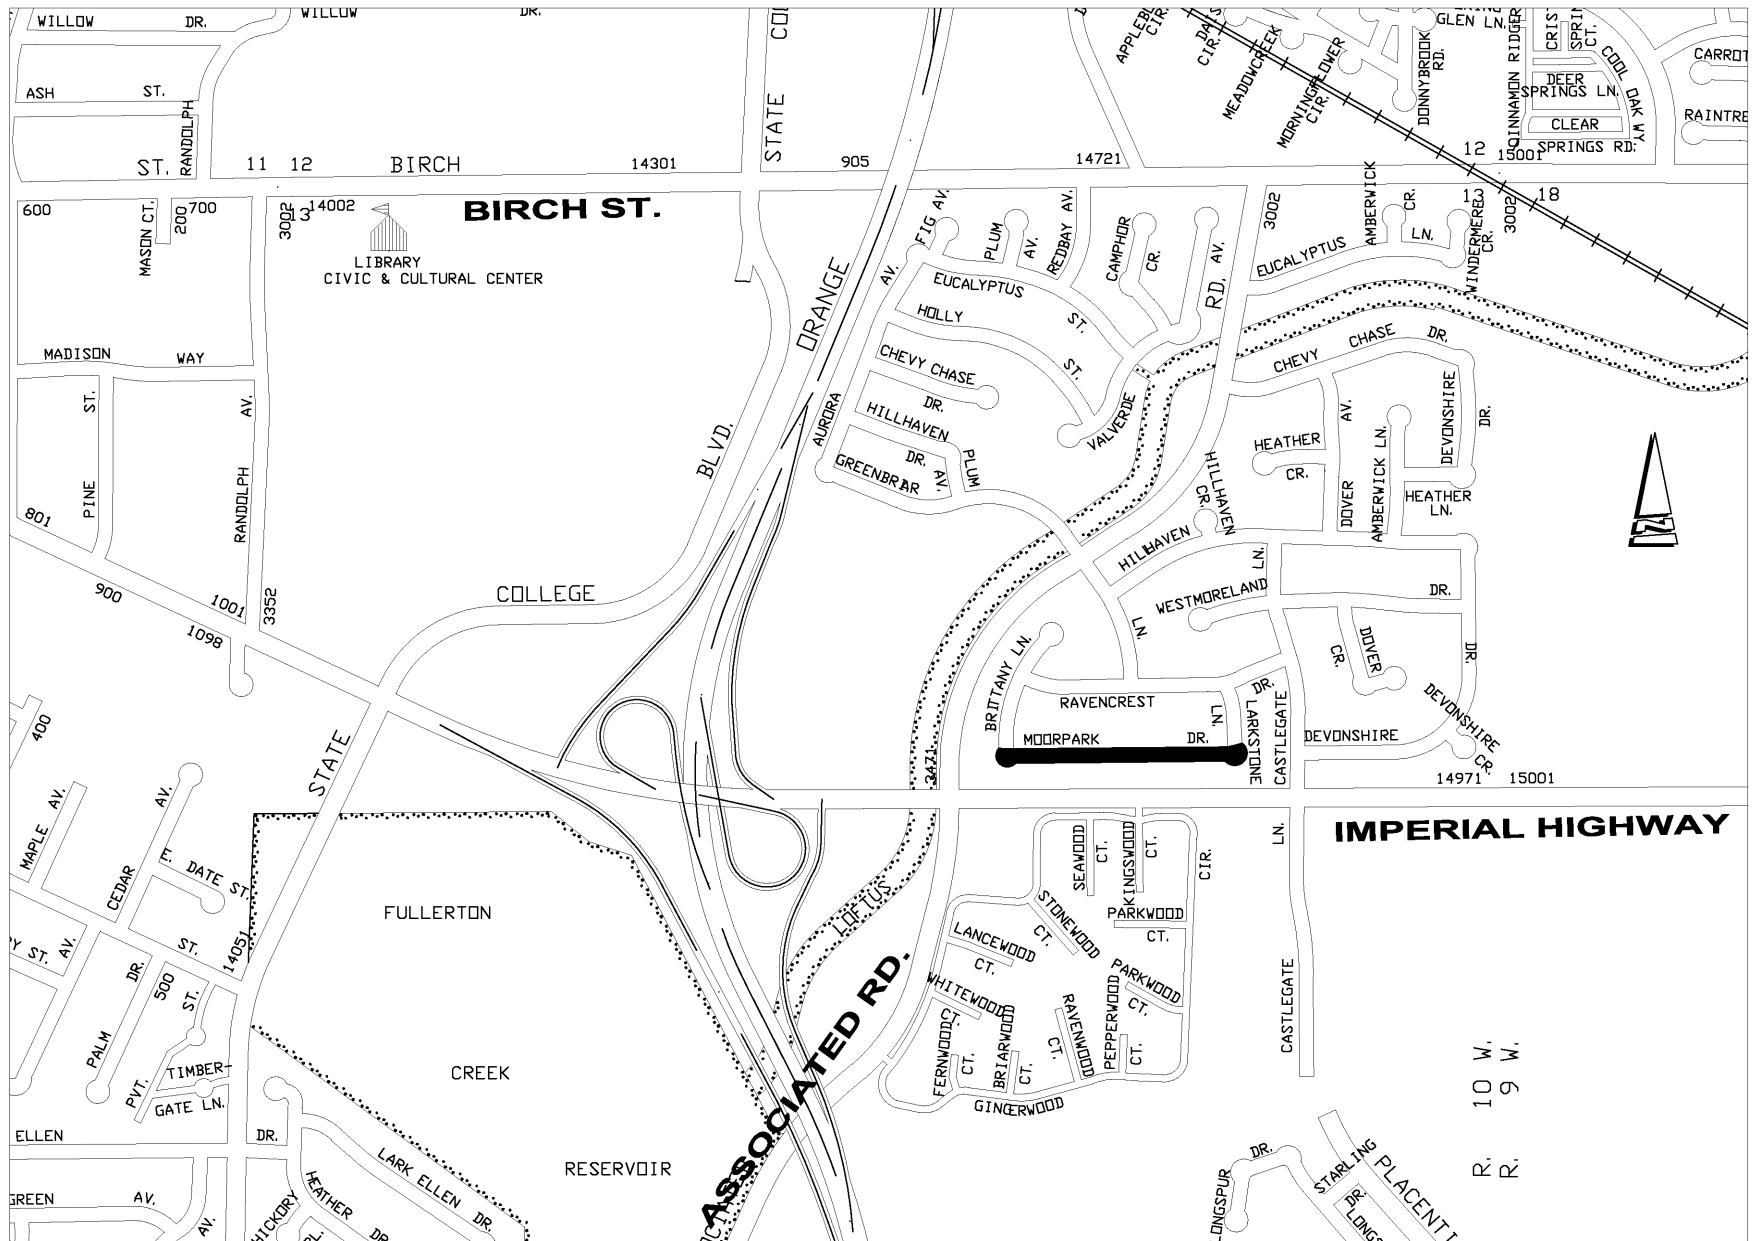 WILLOW DR.
WILLOW DR.
STATE
APPLEBU
CIR.
CIR.
MEADOWCREEK
MORNINGFLOWER
CIR.
DONNYBROOK
RD.
GLEN LN.
CINNAMON RIDGE
CRIS
SPRIN
CT.
COOL OAK WY
CARROT
DEER
SPRINGS LN.
CLEAR
SPRINGS RD.
RAINTRE
ASH ST.
RANDOLPH
ST. 11 12 BIRCH 14301 905 14721 12 15001
600 MASON CT. 200 700 3002 13 14002
BIRCH ST.
LIBRARY
CIVIC & CULTURAL CENTER
ORANGE
FIG AV.
PLUM AV.
REDBAY AV.
CAMPHOR CR.
RD. AV.
3002
AMBERWICK CR.
13 18
3002
WINDERMERE CR.
EUCALYPTUS LN.
AV.
EUCALYPTUS ST.
HOLLY ST.
CHEVY CHASE DR.
HILLHAVEN DR.
GREENBRIAR AV.
PLUM
AURORA
VALVERDE
CHEVY CHASE DR.
DEVONSHIRE DR.
MADISON WAY
PINE ST.
RANDOLPH AV.
BLVD.
HEATHER CR.
DOVER AV.
AMBERWICK LN.
HEATHER LN.
HILLHAVEN CR.
HILLHAVEN
LN.
WESTMORELAND DR.
801
900
1001
1098
3352
COLLEGE
STATE
BRITTANY LN.
LN.
DOVER CR.
DR.
DEVONSHIRE CR.
RAVENCREST DR.
LN.
LARKSTONE
CASTLEGATE
MOORPARK DR.
DEVONSHIRE
3471
14971 15001
IMPERIAL HIGHWAY
400
MAPLE AV.
CEDAR AV.
E. DATE ST.
ST.
14051
Y ST. AV.
PALM DR.
500
ST.
PVT.
TIMBER-
GATE LN.
FULLERTON
CREEK
RESERVOIR
LOFTUS
ASSOCIATED RD.
SEAWOOD CT.
KINGSWOOD CT.
CIR.
LN.
STONEWOOD CT.
PARKWOOD CT.
LANCEWOOD CT.
WHITEWOOD CT.
PARKWOOD CT.
FERNWOOD CT.
BRIARWOOD CT.
RAVENWOOD CT.
PEPPERWOOD CT.
GINGERWOOD
CASTLEGATE
R. 10 W.
R. 9 W.
ELLEN DR.
LARK ELLEN DR.
GREEN AV.
AV.
HICKORY
HEATHER DR.
LONGSPUR DR.
STARLING DR.
LONGS
PLACENTI